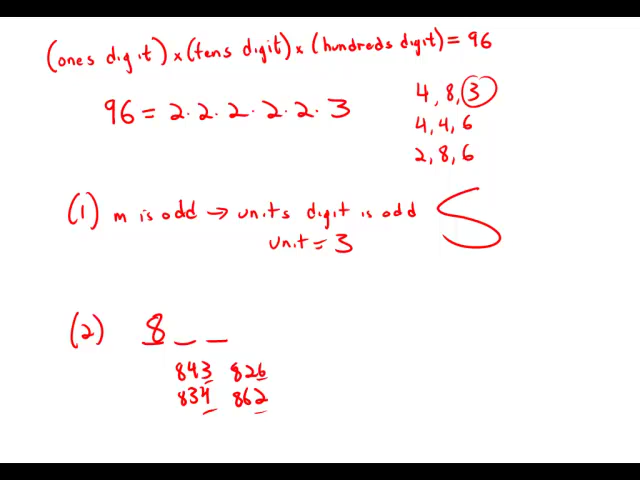 (ones digit) x (tens digit) x (hundreds digit) = 96
96 = 2·2·2·2·2·3
4, 8, 3
4, 4, 6
2, 8, 6
(1) m is odd → units digit is odd S
unit = 3
(2) 8 _ _
843 826
834 862